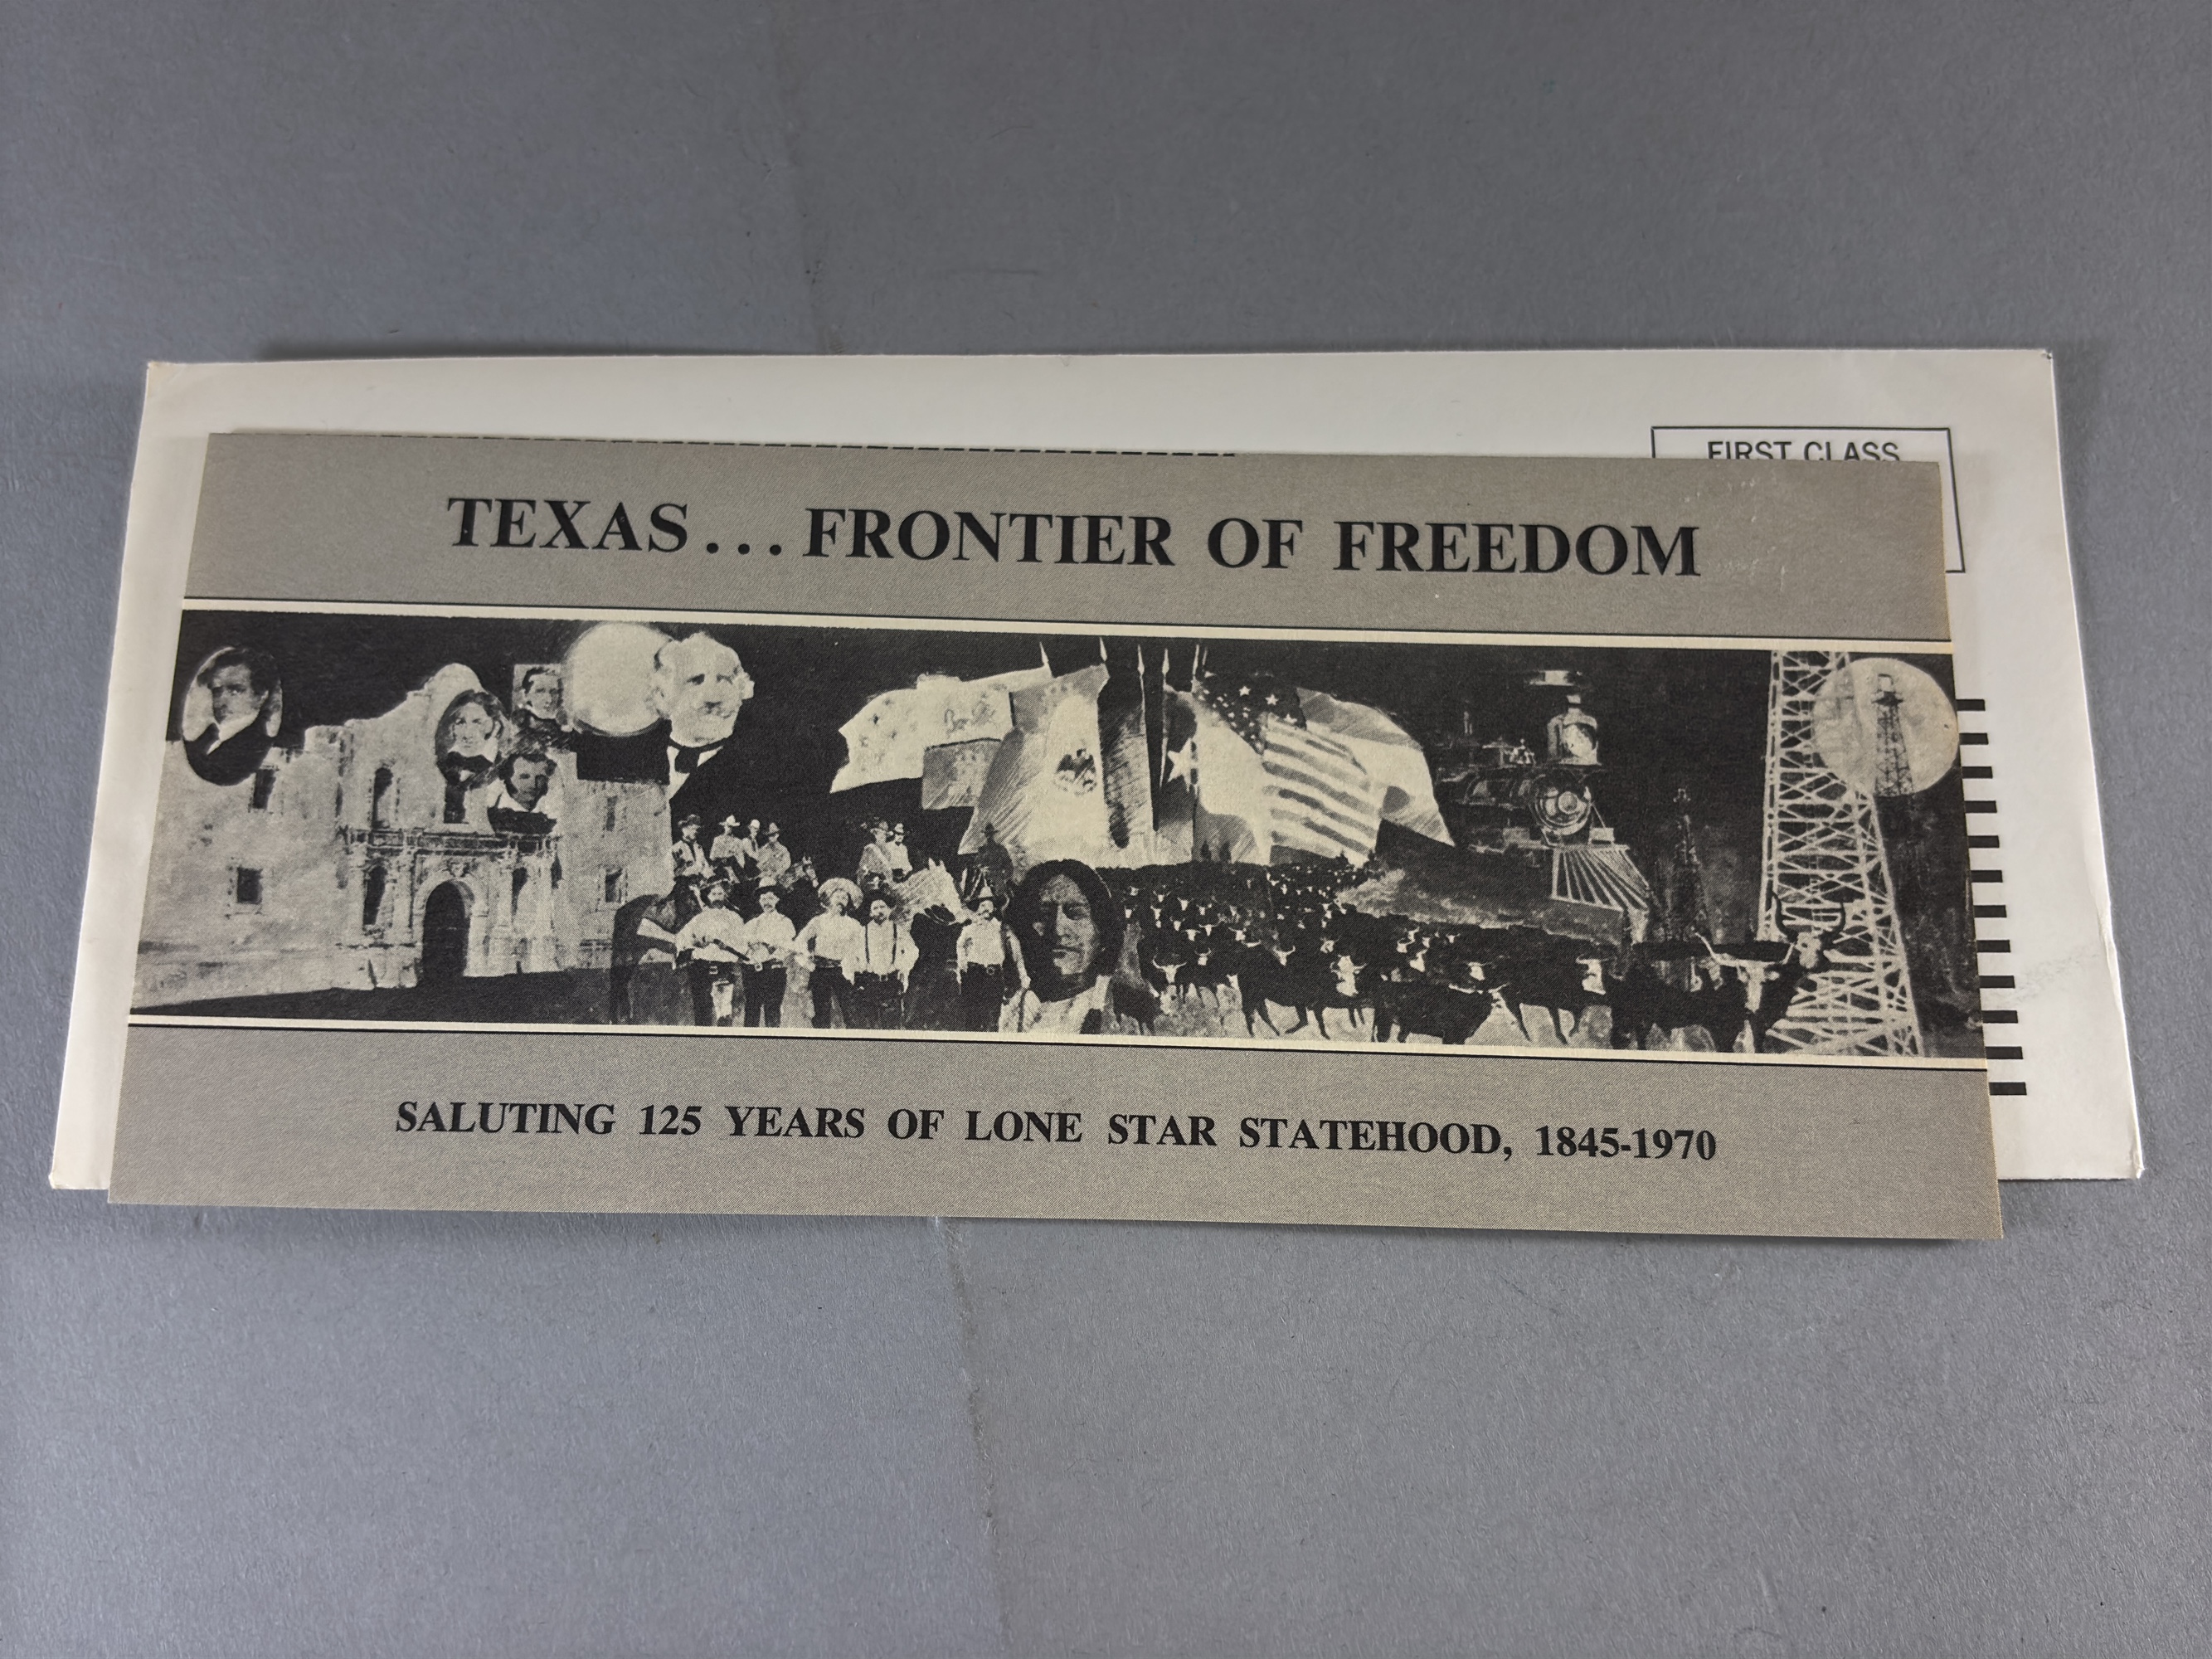 FIRST CLASS
TEXAS... FRONTIER OF FREEDOM
SALUTING 125 YEARS OF LONE STAR STATEHOOD, 1845-1970